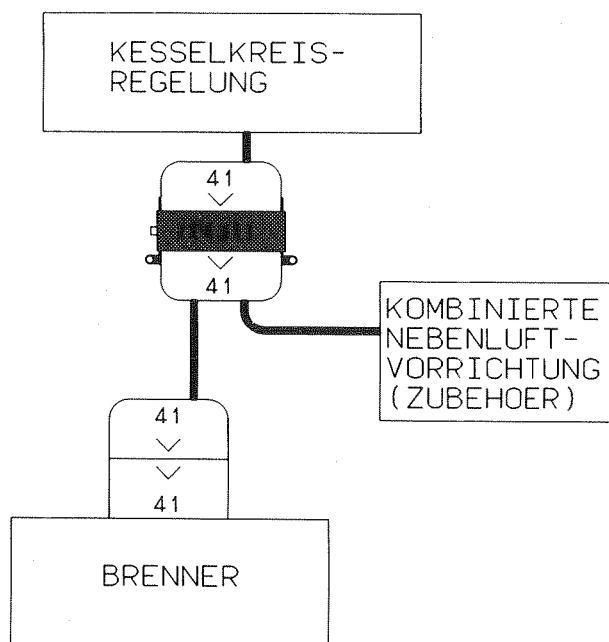 KESSELKREIS-
REGELUNG
41
41
KOMBINIERTE
NEBENLUFT-
VORRICHTUNG
(ZUBEHOER)
41
41
BRENNER